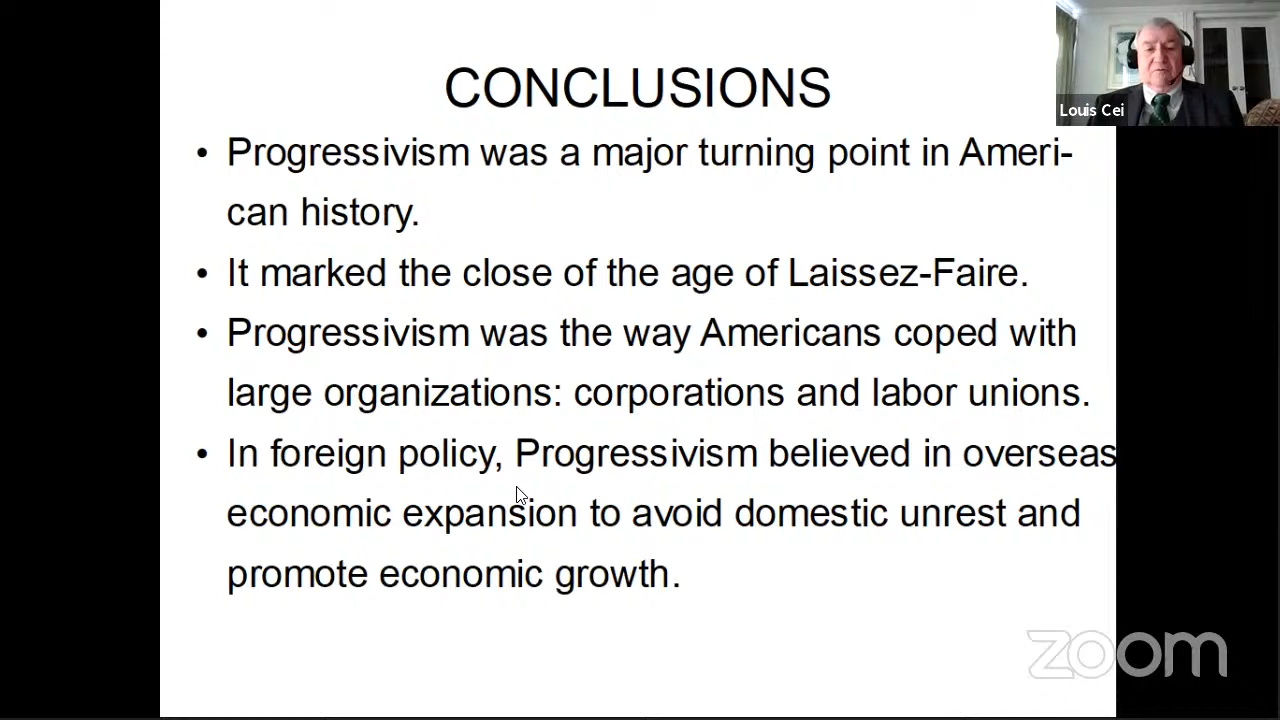 CONCLUSIONS
• Progressivism was a major turning point in Ameri-
can history.
• It marked the close of the age of Laissez-Faire.
• Progressivism was the way Americans coped with
large organizations: corporations and labor unions.
• In foreign policy, Progressivism believed in overseas
economic expansion to avoid domestic unrest and
promote economic growth.
Louis Cei
zoom